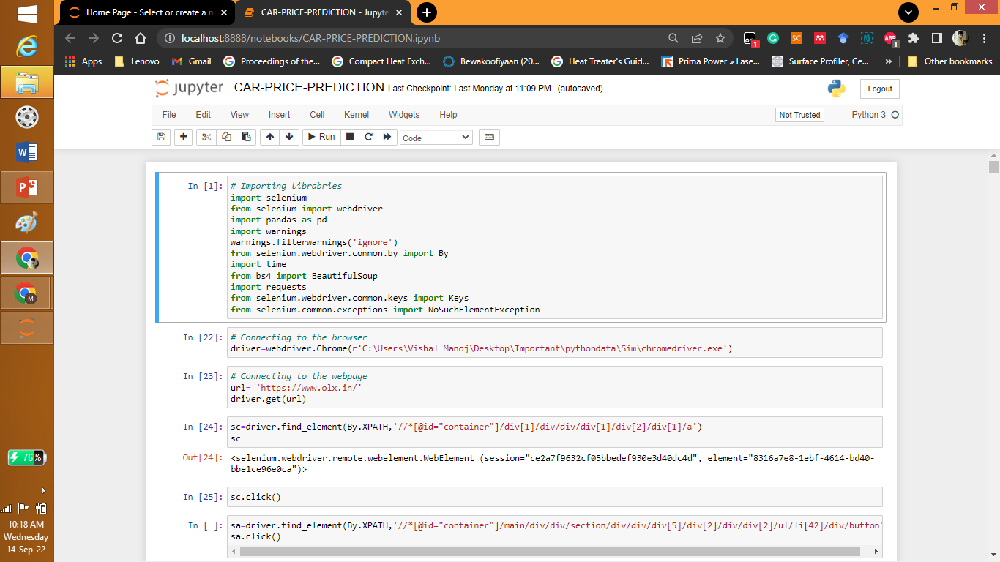 Home Page - Select or create a n
CAR-PRICE-PREDICTION - Jupyte
localhost:8888/notebooks/CAR-PRICE-PREDICTION.ipynb
1
G
SC
N
ABP
1
Apps
Lenovo
Gmail
Proceedings of the...
Compact Heat Exch...
Bewakoofiyaan (20...
Heat Treater's Guid...
Prima Power » Lase...
Surface Profiler, Ce...
»
Other bookmarks
jupyter
CAR-PRICE-PREDICTION Last Checkpoint: Last Monday at 11:09 PM (autosaved)
Logout
File Edit View Insert Cell Kernel Widgets Help
Not Trusted
Python 3
Run
Code
In [1]:
# Importing librabries
import selenium
from selenium import webdriver
import pandas as pd
import warnings
warnings.filterwarnings('ignore')
from selenium.webdriver.common.by import By
import time
from bs4 import BeautifulSoup
import requests
from selenium.webdriver.common.keys import Keys
from selenium.common.exceptions import NoSuchElementException
In [22]:
# Connecting to the browser
driver=webdriver.Chrome(r'C:\Users\Vishal Manoj\Desktop\Important\pythondata\Sim\chromedriver.exe')
In [23]:
# Connecting to the webpage
url= 'https://www.olx.in/'
driver.get(url)
In [24]:
sc=driver.find_element(By.XPATH,'//*[@id="container"]/div[1]/div/div/div[1]/div[2]/div[1]/a')
sc
Out[24]:
<selenium.webdriver.remote.webelement.WebElement (session="ce2a7f9632cf05bbedef930e3d40dc4d", element="8316a7e8-1ebf-4614-bd40-
bbe1ce96e0ca")>
In [25]:
sc.click()
In [ ]:
sa=driver.find_element(By.XPATH,'//*[@id="container"]/main/div/div/section/div/div/div[5]/div[2]/div/div[2]/ul/li[42]/div/button'
sa.click()
W
P
M
76%
10:18 AM
Wednesday
14-Sep-22